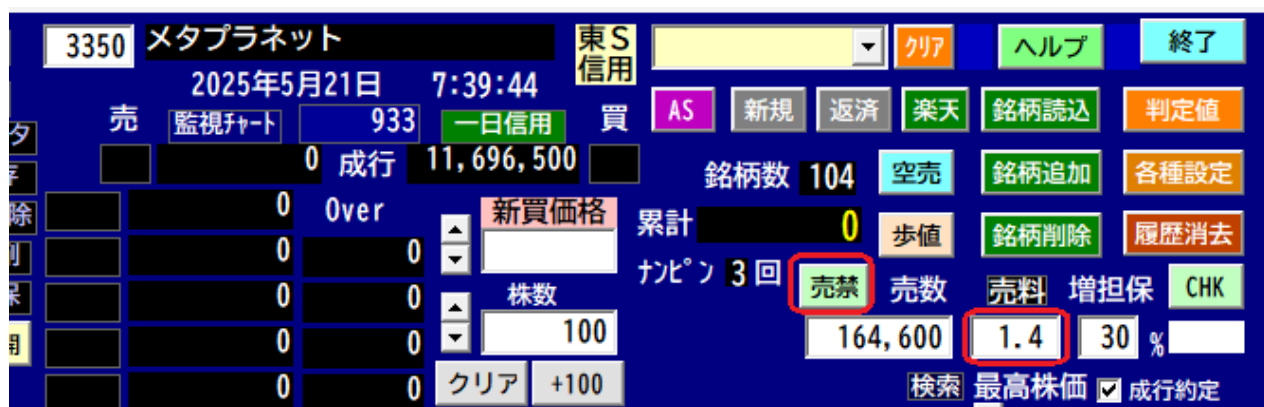 3350 メタプラネット 東S クリア ヘルプ 終了
2025年5月21日 7:39:44 信用
売 監視ﾁｬｰﾄ 933 一日信用 買 AS 新規 返済 楽天 銘柄読込 判定値
0 成行 11,696,500 銘柄数 104 空売 銘柄追加 各種設定
除 0 Over 新買価格 累計 0 歩値 銘柄削除 履歴消去
0 0 ﾅﾝﾋﾟﾝ 3 回 売禁 売数 売料 増担保 CHK
0 0 株数
0 0 100 164,600 1.4 30 %
0 0 クリア +100 検索 最高株価 成行約定